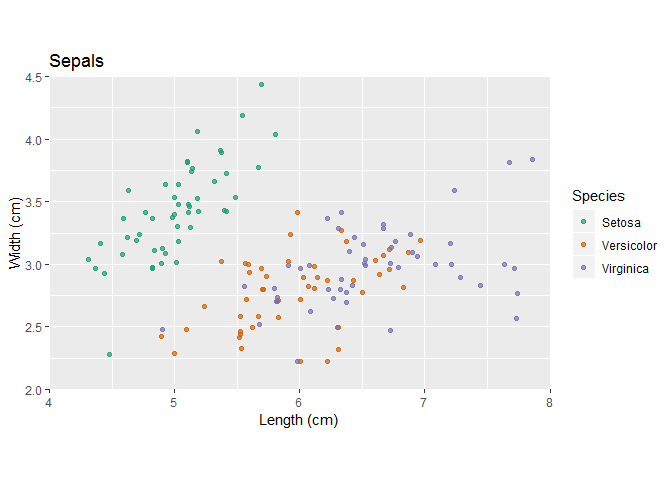 Sepals
4.5
4.0
3.5
3.0
2.5
2.0
Width (cm)
4
5
6
7
8
Length (cm)
Species
Setosa
Versicolor
Virginica